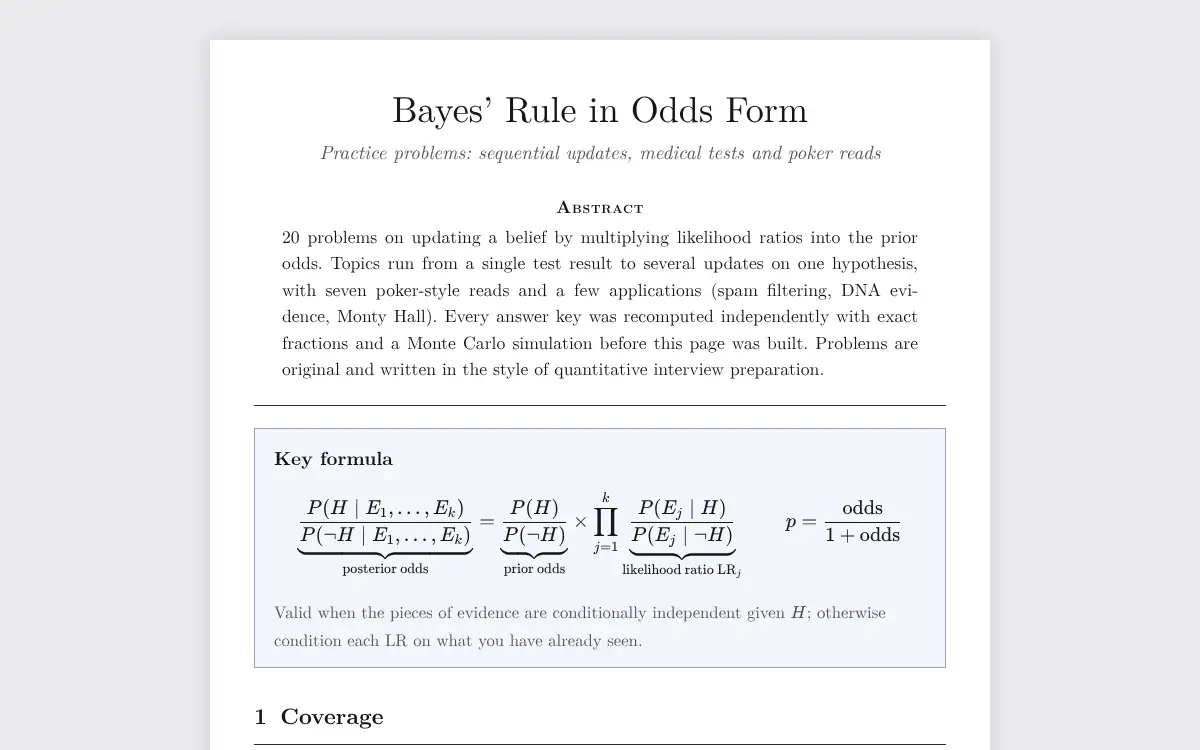 Bayes’ Rule in Odds Form
Practice problems: sequential updates, medical tests and poker reads
Abstract
20 problems on updating a belief by multiplying likelihood ratios into the prior
odds. Topics run from a single test result to several updates on one hypothesis,
with seven poker-style reads and a few applications (spam filtering, DNA evi-
dence, Monty Hall). Every answer key was recomputed independently with exact
fractions and a Monte Carlo simulation before this page was built. Problems are
original and written in the style of quantitative interview preparation.
Key formula
P(H | E₁, . . . , Eₖ) / P(¬H | E₁, . . . , Eₖ) = P(H) / P(¬H) × ∏ⱼ₌₁ᵏ P(Eⱼ | H) / P(Eⱼ | ¬H) p = odds / 1 + odds
posterior odds prior odds likelihood ratio LRⱼ
Valid when the pieces of evidence are conditionally independent given H; otherwise
condition each LR on what you have already seen.
1 Coverage